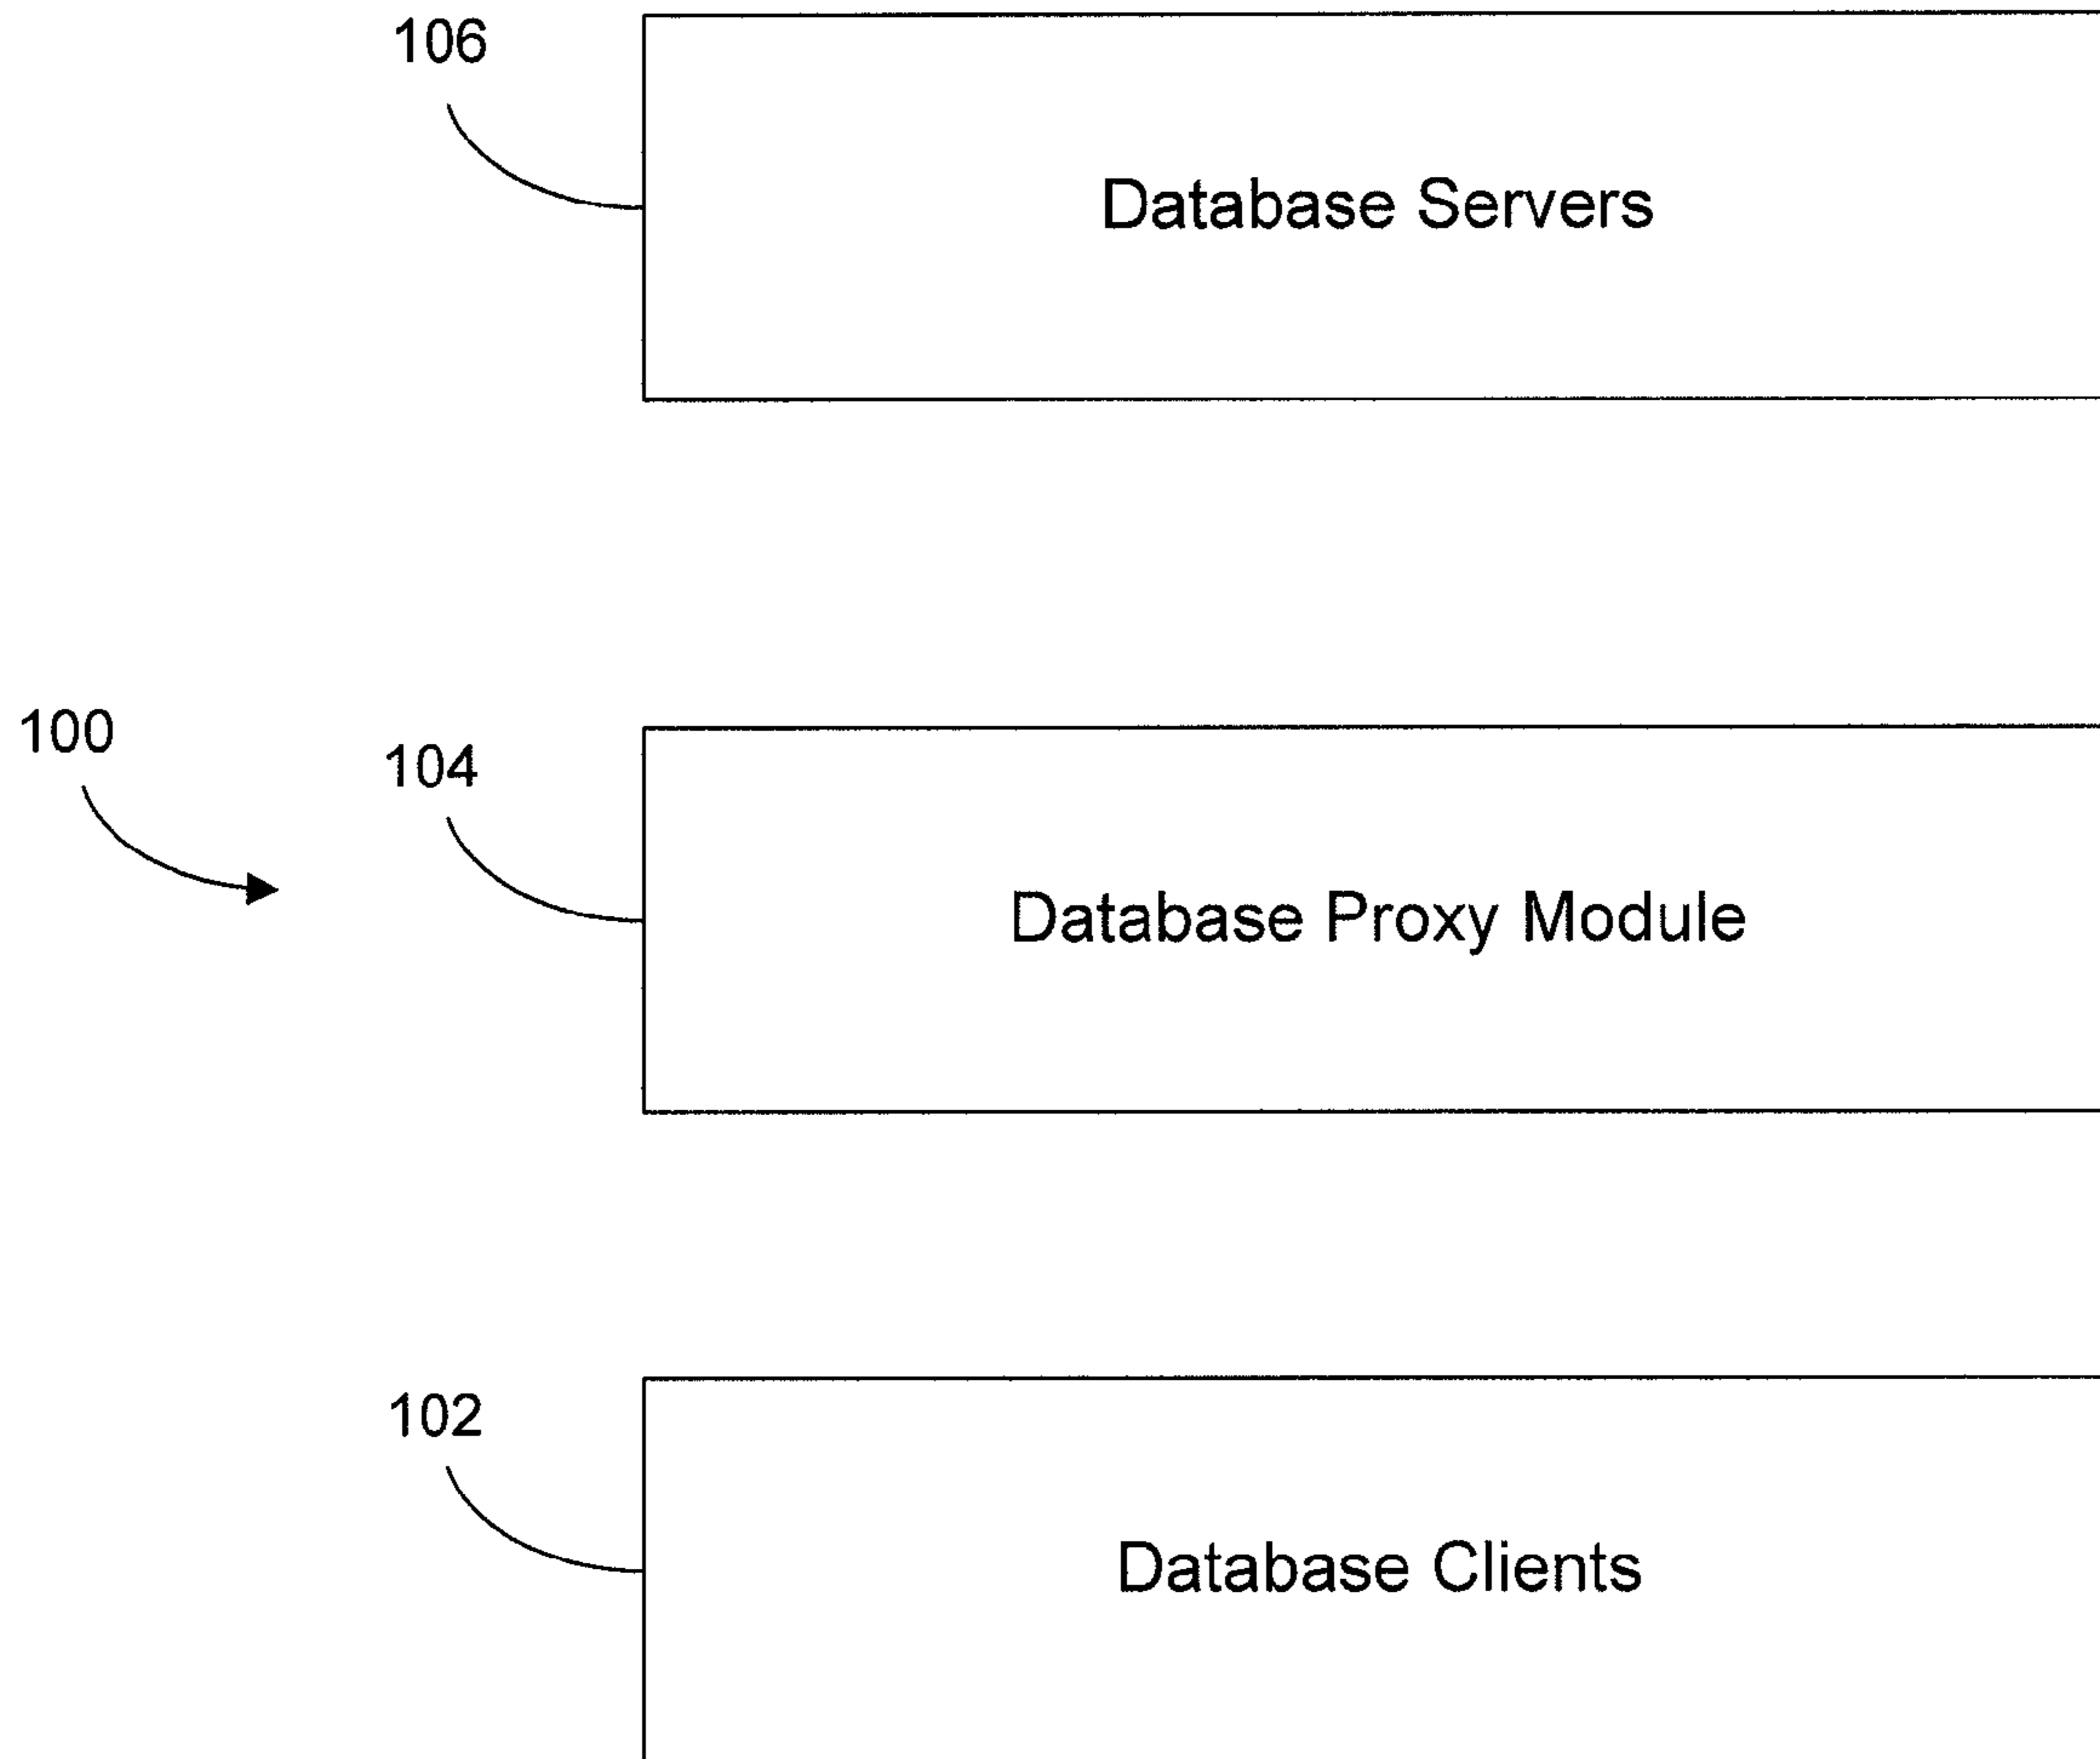 106
Database Servers
100
104
Database Proxy Module
102
Database Clients